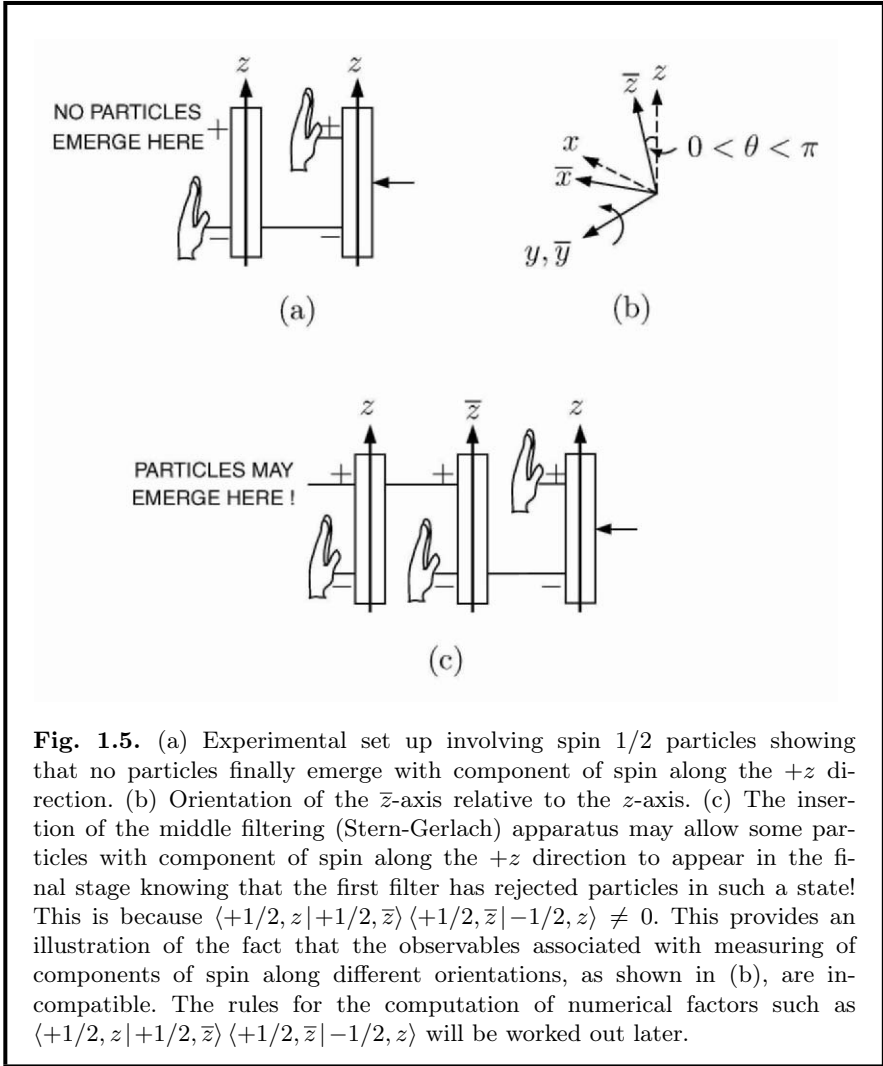 z
z
NO PARTICLES
EMERGE HERE
+
+
−
−
(a)
z̅
z
x
x̅
0 < θ < π
y, y̅
(b)
z
z̅
z
PARTICLES MAY
EMERGE HERE !
+
+
+
−
−
−
(c)
Fig. 1.5. (a) Experimental set up involving spin 1/2 particles showing
that no particles finally emerge with component of spin along the +z di-
rection. (b) Orientation of the z̅-axis relative to the z-axis. (c) The inser-
tion of the middle filtering (Stern-Gerlach) apparatus may allow some par-
ticles with component of spin along the +z direction to appear in the fi-
nal stage knowing that the first filter has rejected particles in such a state!
This is because ⟨+1/2, z | +1/2, z̅⟩ ⟨+1/2, z̅ | −1/2, z⟩ ≠ 0. This provides an
illustration of the fact that the observables associated with measuring of
components of spin along different orientations, as shown in (b), are in-
compatible. The rules for the computation of numerical factors such as
⟨+1/2, z | +1/2, z̅⟩ ⟨+1/2, z̅ | −1/2, z⟩ will be worked out later.